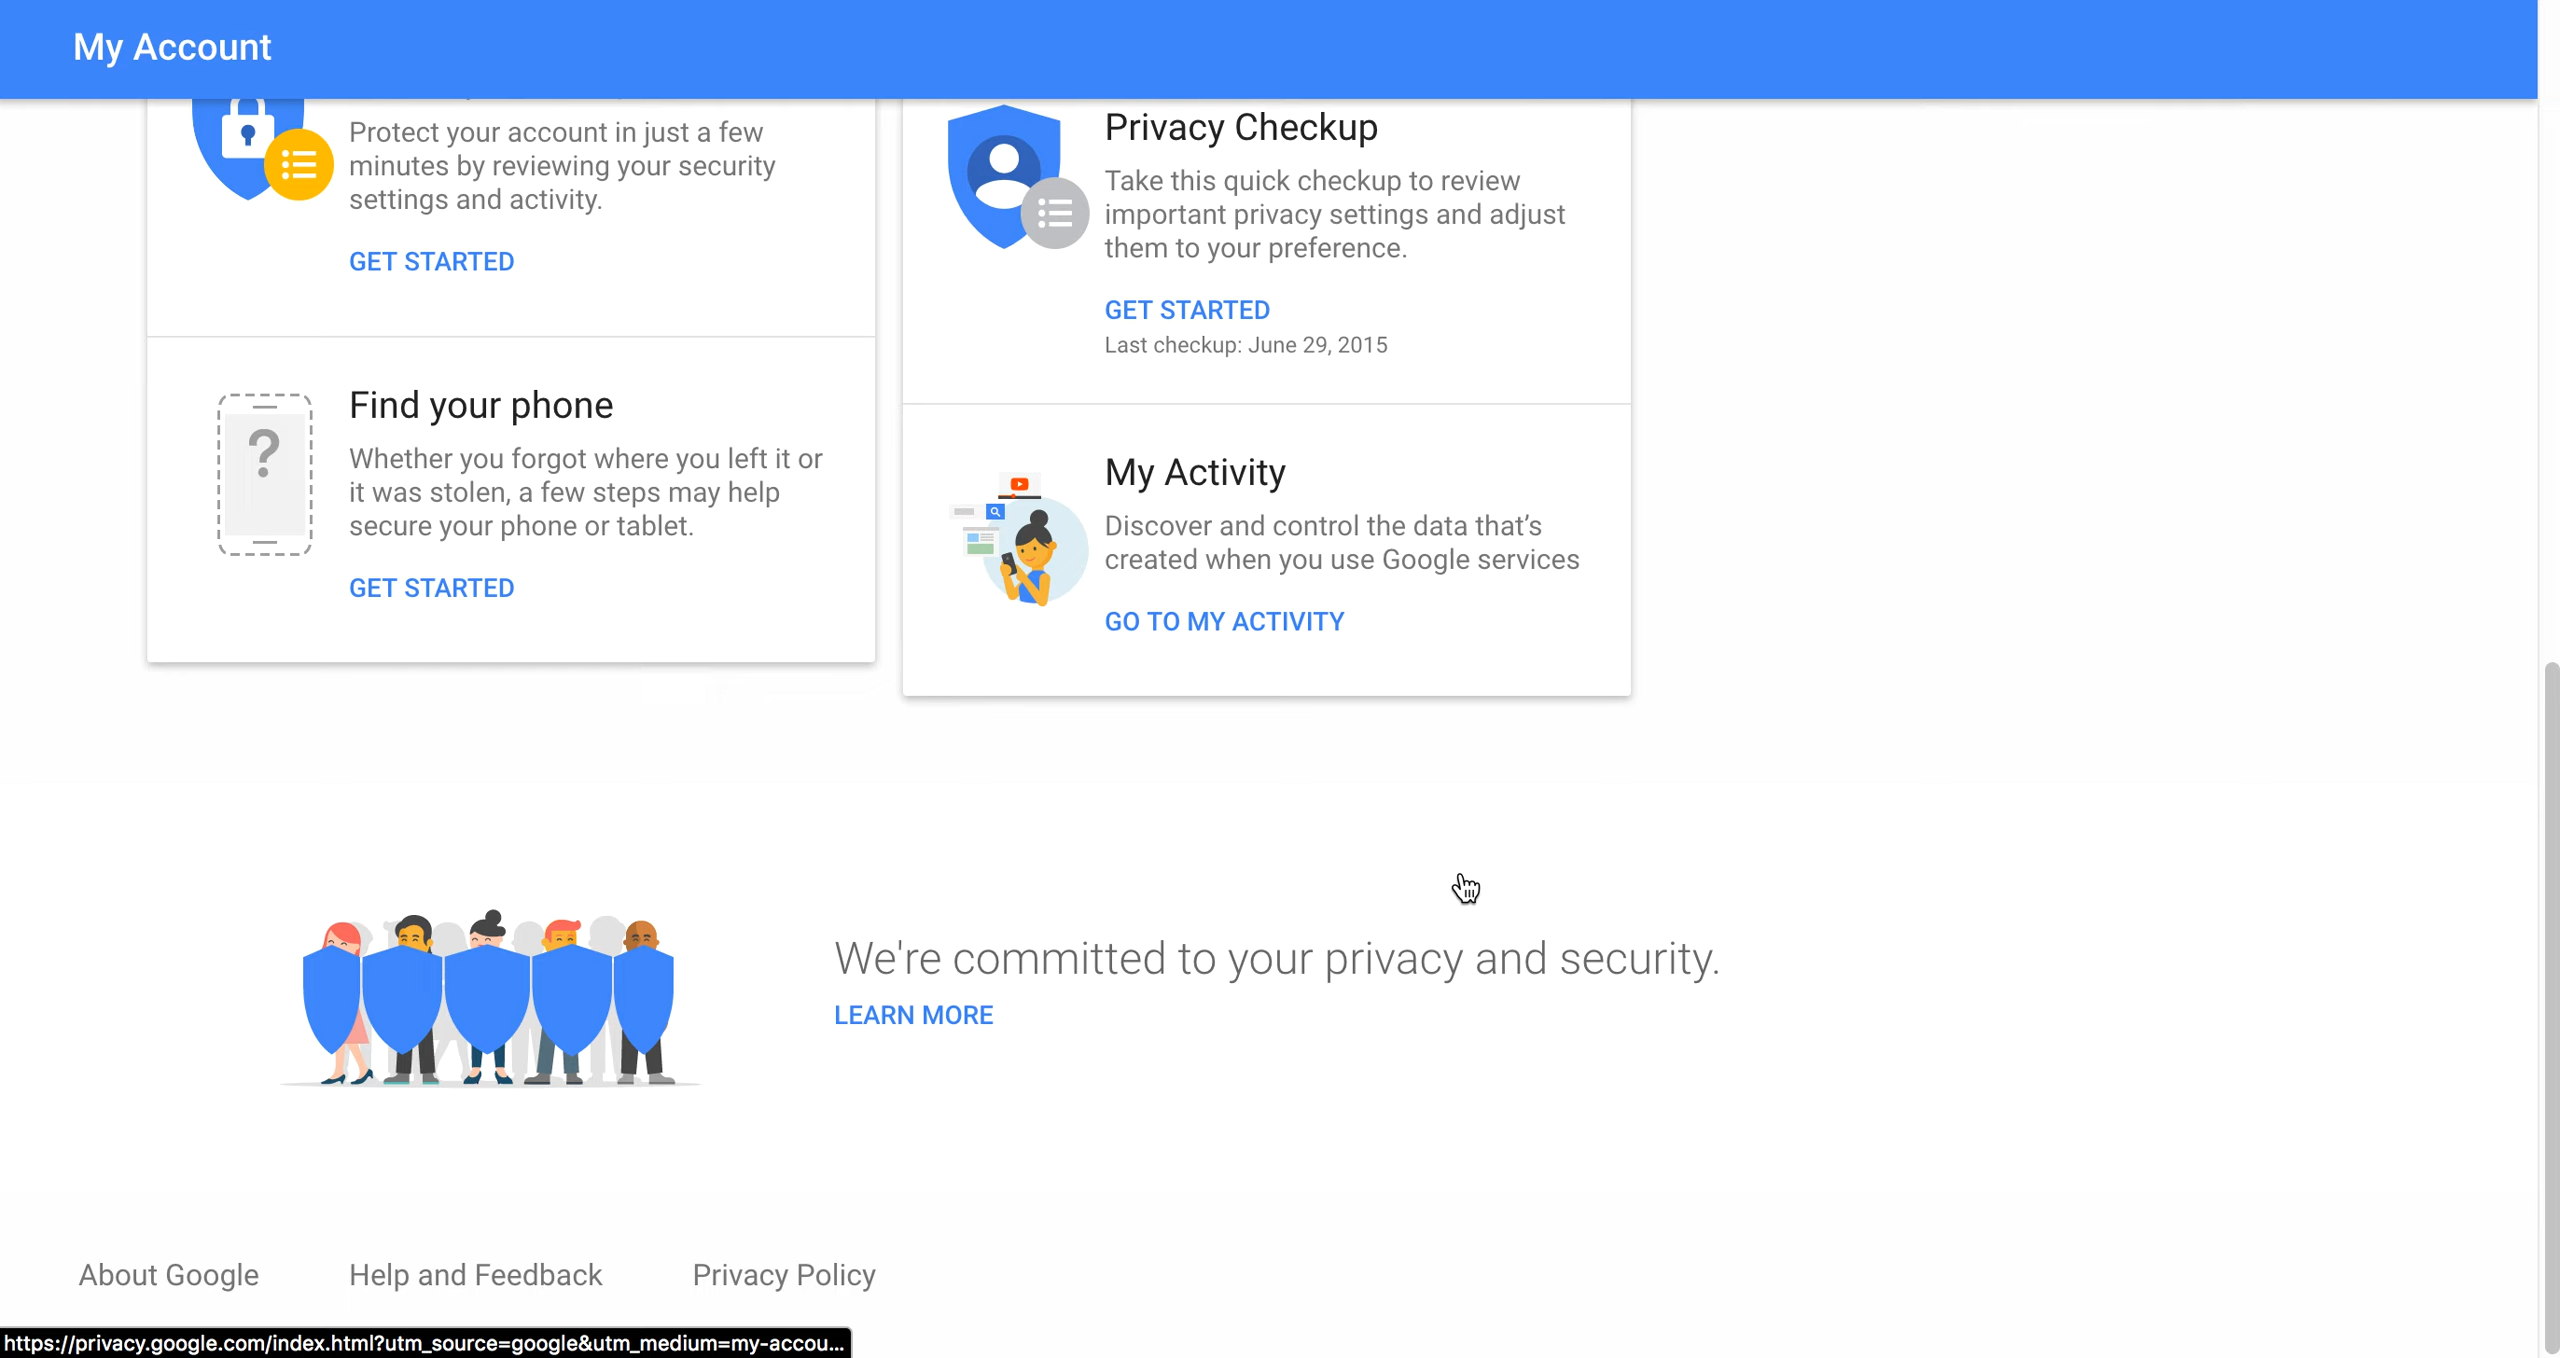 My Account
Protect your account in just a few
minutes by reviewing your security
settings and activity.
GET STARTED
Find your phone
Whether you forgot where you left it or
it was stolen, a few steps may help
secure your phone or tablet.
GET STARTED
Privacy Checkup
Take this quick checkup to review
important privacy settings and adjust
them to your preference.
GET STARTED
Last checkup: June 29, 2015
My Activity
Discover and control the data that’s
created when you use Google services
GO TO MY ACTIVITY
We're committed to your privacy and security.
LEARN MORE
About Google
Help and Feedback
Privacy Policy
https://privacy.google.com/index.html?utm_source=google&utm_medium=my-accou...